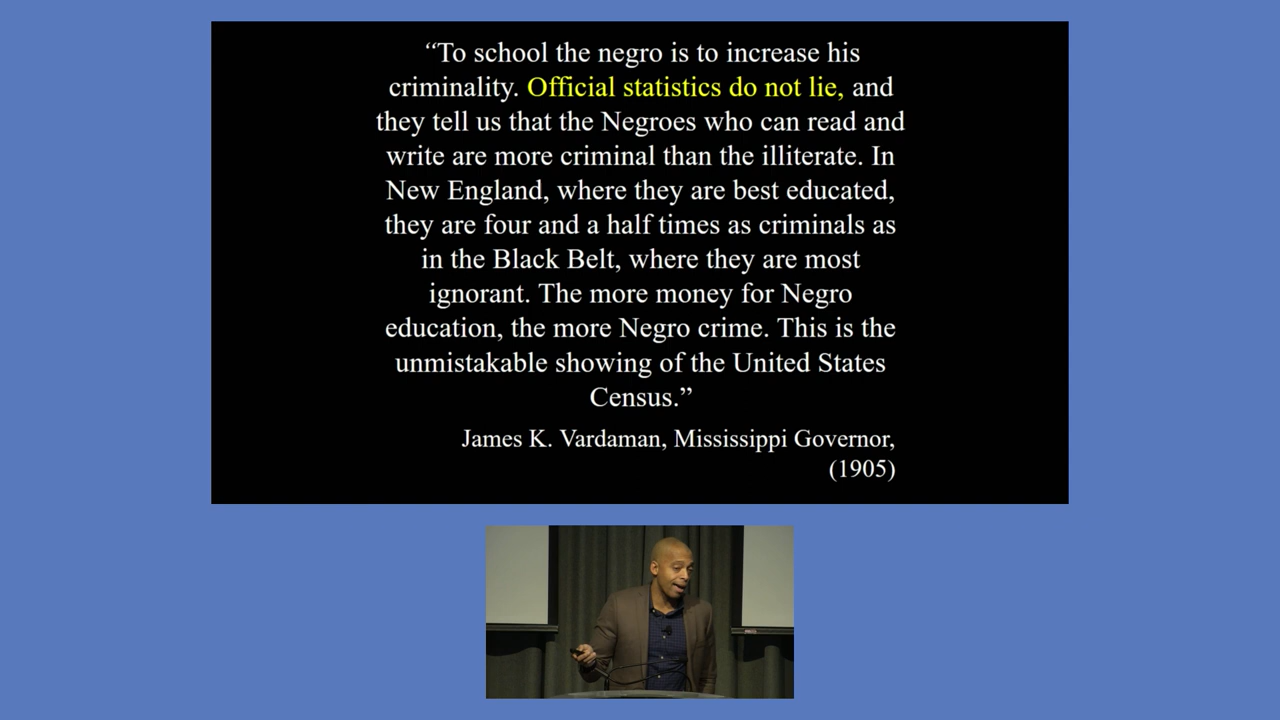 “To school the negro is to increase his
criminality. Official statistics do not lie, and
they tell us that the Negroes who can read and
write are more criminal than the illiterate. In
New England, where they are best educated,
they are four and a half times as criminals as
in the Black Belt, where they are most
ignorant. The more money for Negro
education, the more Negro crime. This is the
unmistakable showing of the United States
Census.”
James K. Vardaman, Mississippi Governor,
(1905)